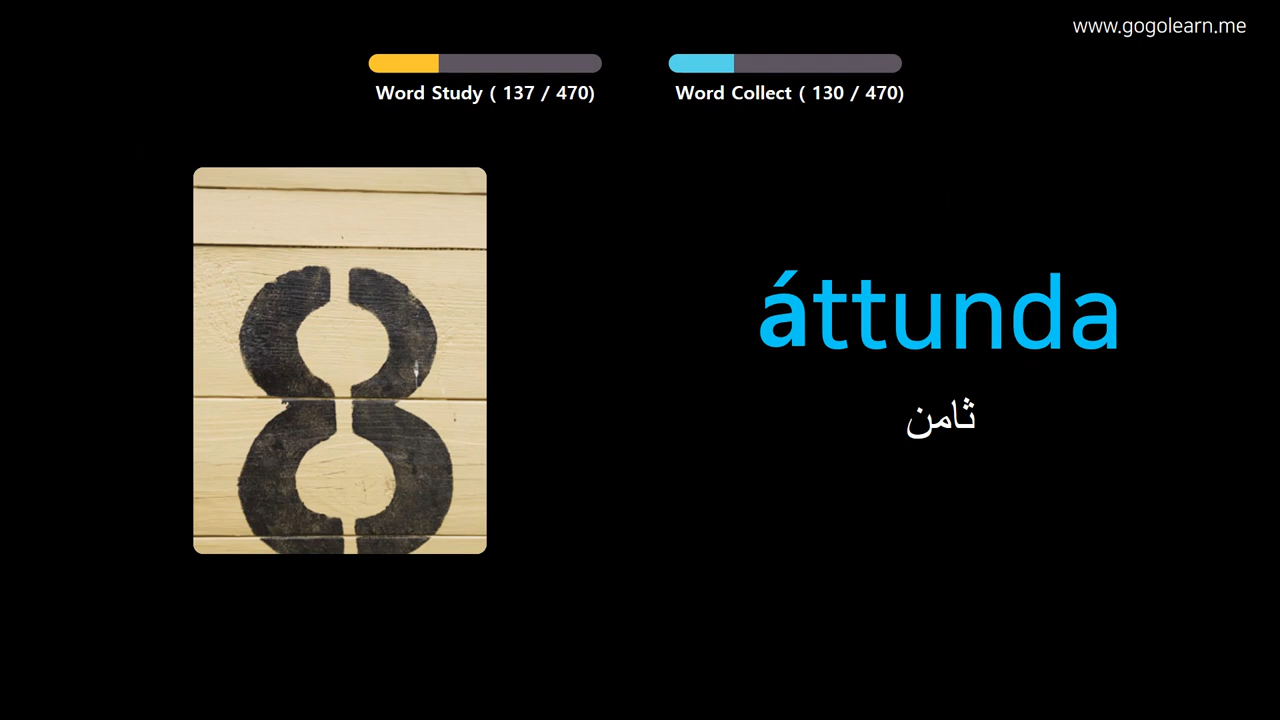 www.gogolearn.me
Word Study ( 137 / 470)
Word Collect ( 130 / 470)
8
áttunda
ثامن